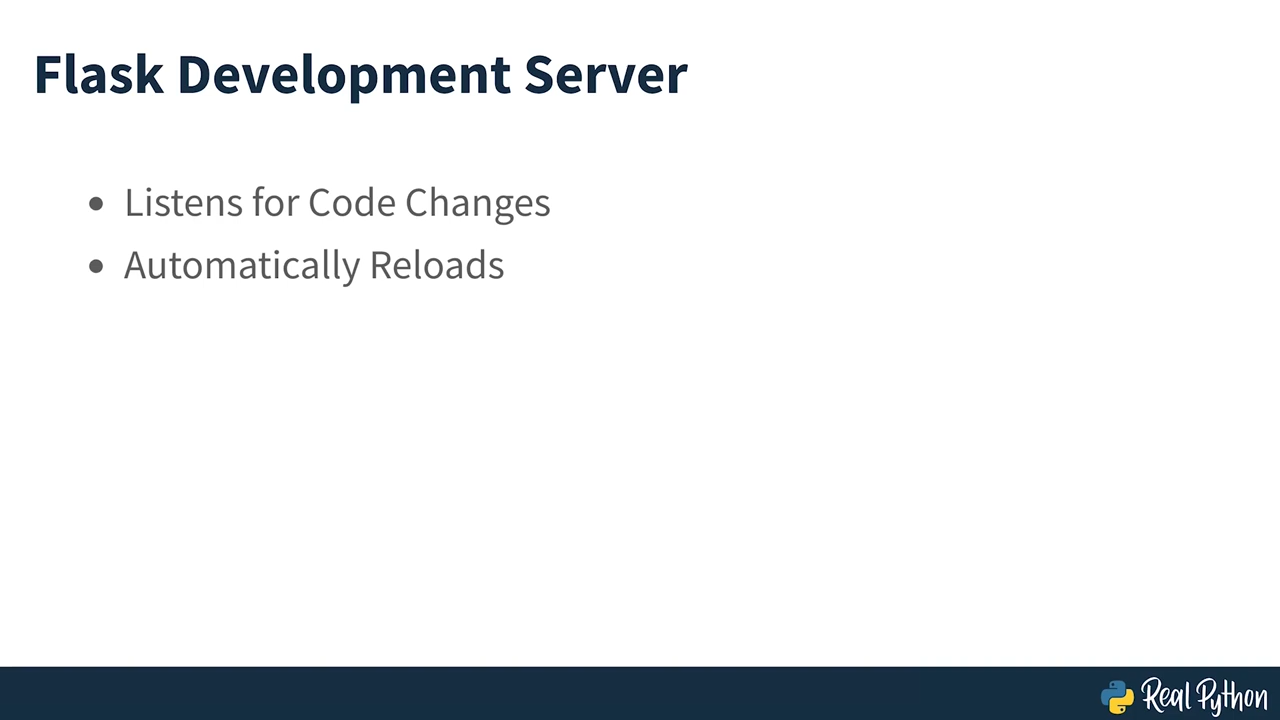 Flask Development Server
• Listens for Code Changes
• Automatically Reloads
Real Python